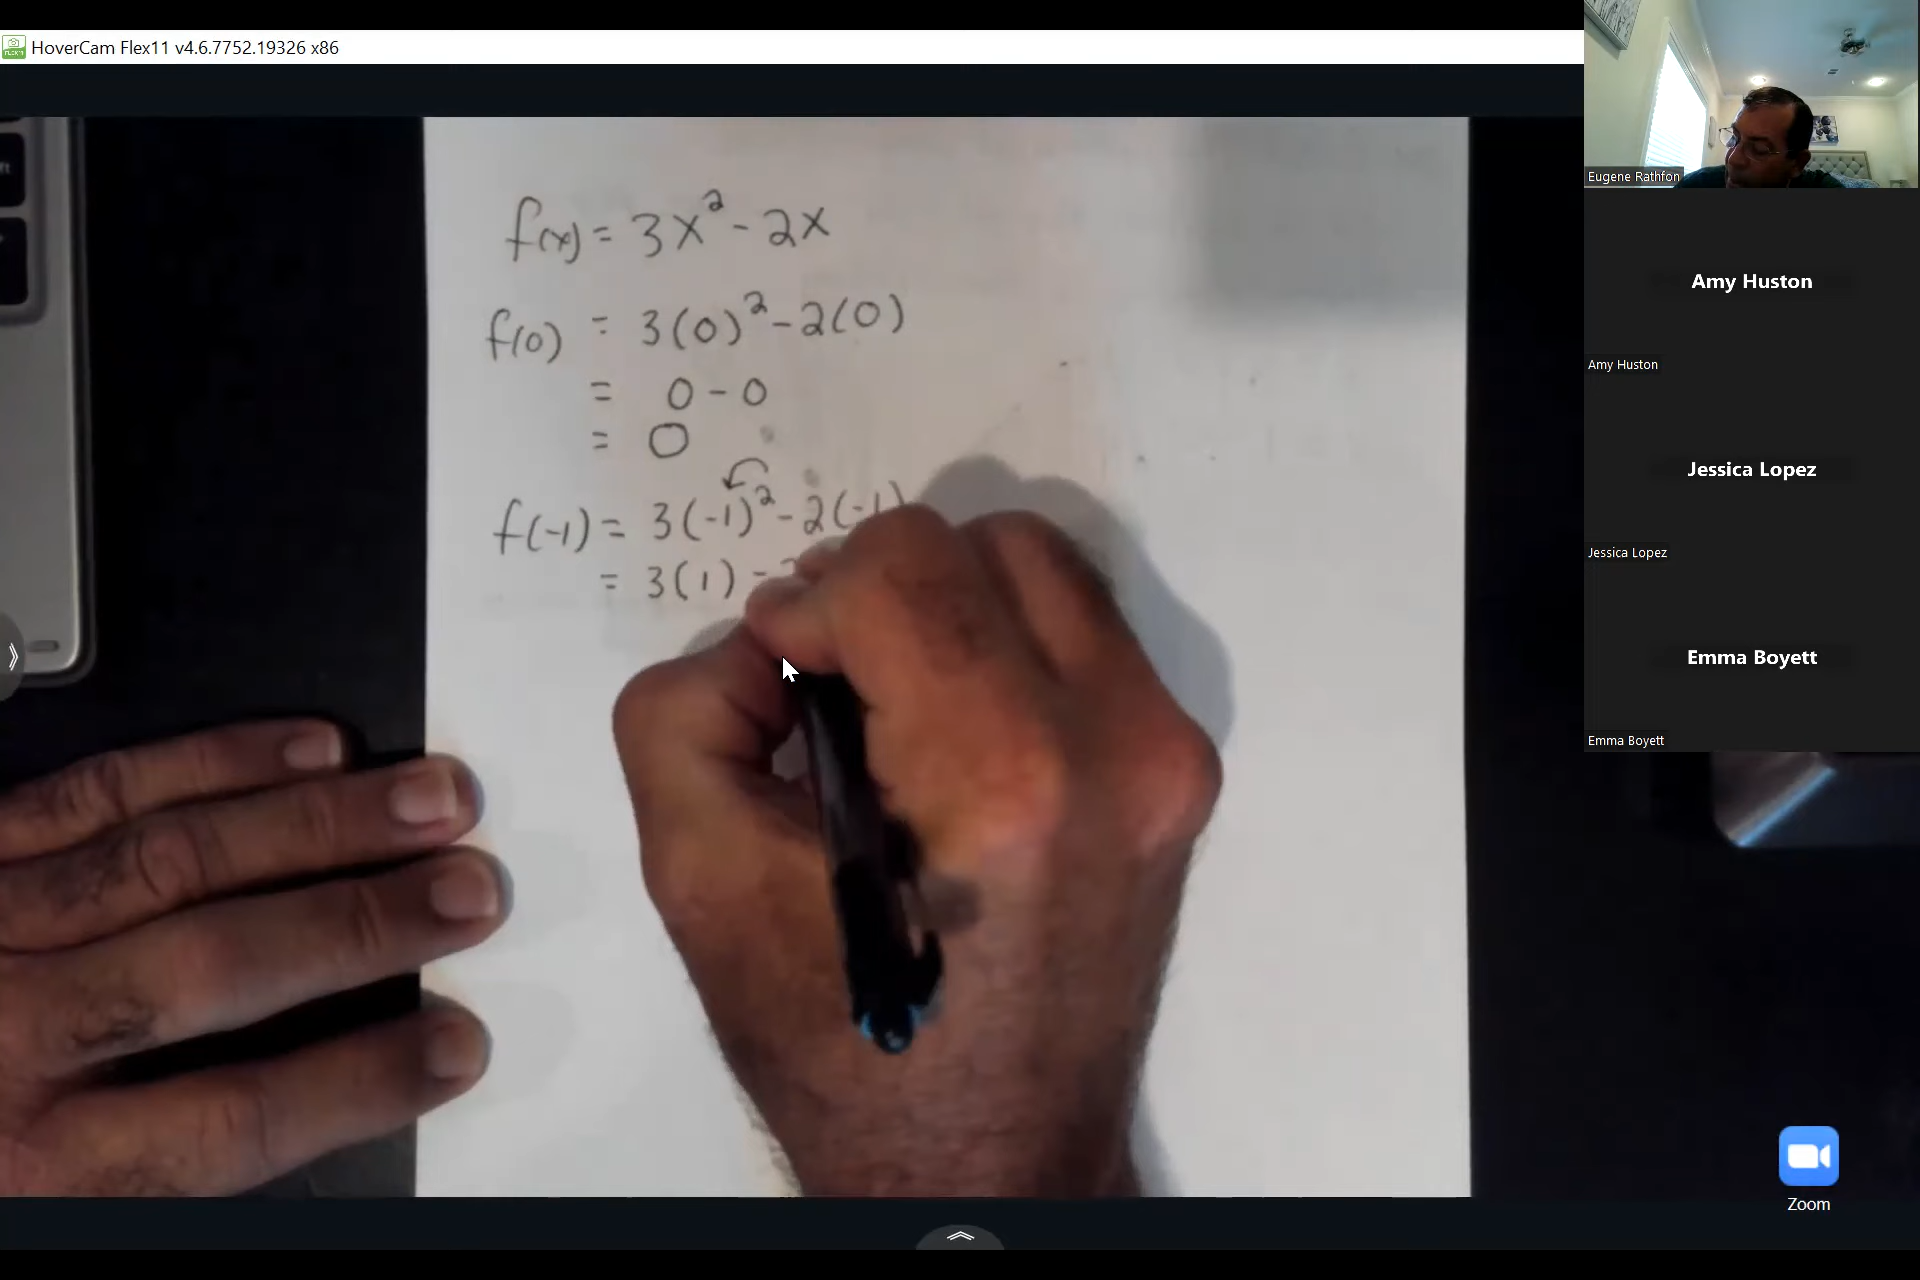 HoverCam Flex11 v4.6.7752.19326 x86
f(x) = 3x² - 2x
f(0) = 3(0)² - 2(0)
= 0 - 0
= 0
f(-1) = 3(-1)² - 2(-1)
= 3(1) -
Eugene Rathfon
Amy Huston
Amy Huston
Jessica Lopez
Jessica Lopez
Emma Boyett
Emma Boyett
Zoom